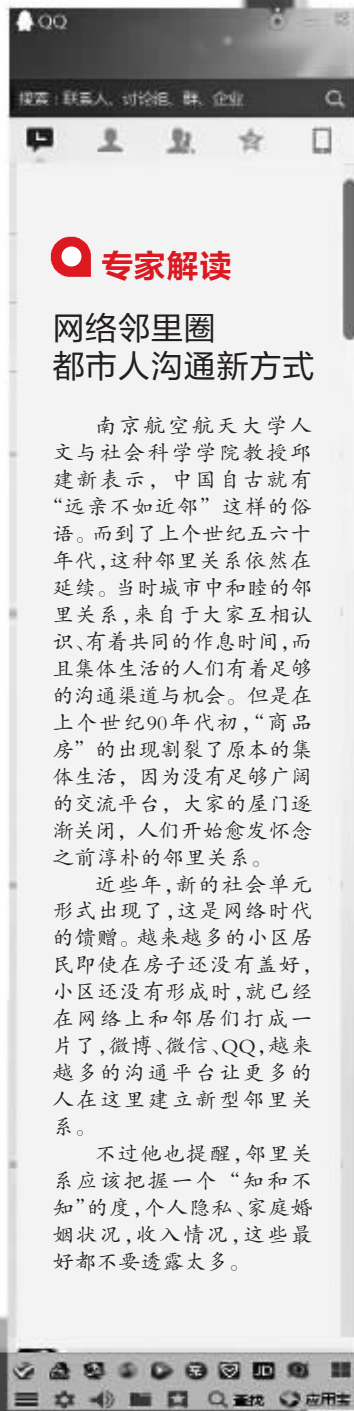 QQ
搜索：联系人、讨论组、群、企业
专家解读
网络邻里圈
都市人沟通新方式
南京航空航天大学人
文与社会科学学院教授邱
建新表示，中国自古就有
“远亲不如近邻”这样的俗
语。而到了上个世纪五六十
年代,这种邻里关系依然在
延续。当时城市中和睦的邻
里关系,来自于大家互相认
识、有着共同的作息时间,而
且集体生活的人们有着足够
的沟通渠道与机会。但是在
上个世纪90年代初,“商品
房”的出现割裂了原本的集
体生活，因为没有足够广阔
的交流平台，大家的屋门逐
渐关闭，人们开始愈发怀念
之前淳朴的邻里关系。
近些年,新的社会单元
形式出现了,这是网络时代
的馈赠。越来越多的小区居
民即使在房子还没有盖好,
小区还没有形成时,就已经
在网络上和邻居们打成一
片了,微博、微信、QQ,越来
越多的沟通平台让更多的
人在这里建立新型邻里关
系。
不过他也提醒,邻里关
系应该把握一个“知和不
知”的度,个人隐私、家庭婚
姻状况,收入情况,这些最
好都不要透露太多。
JD
查找 应用宝